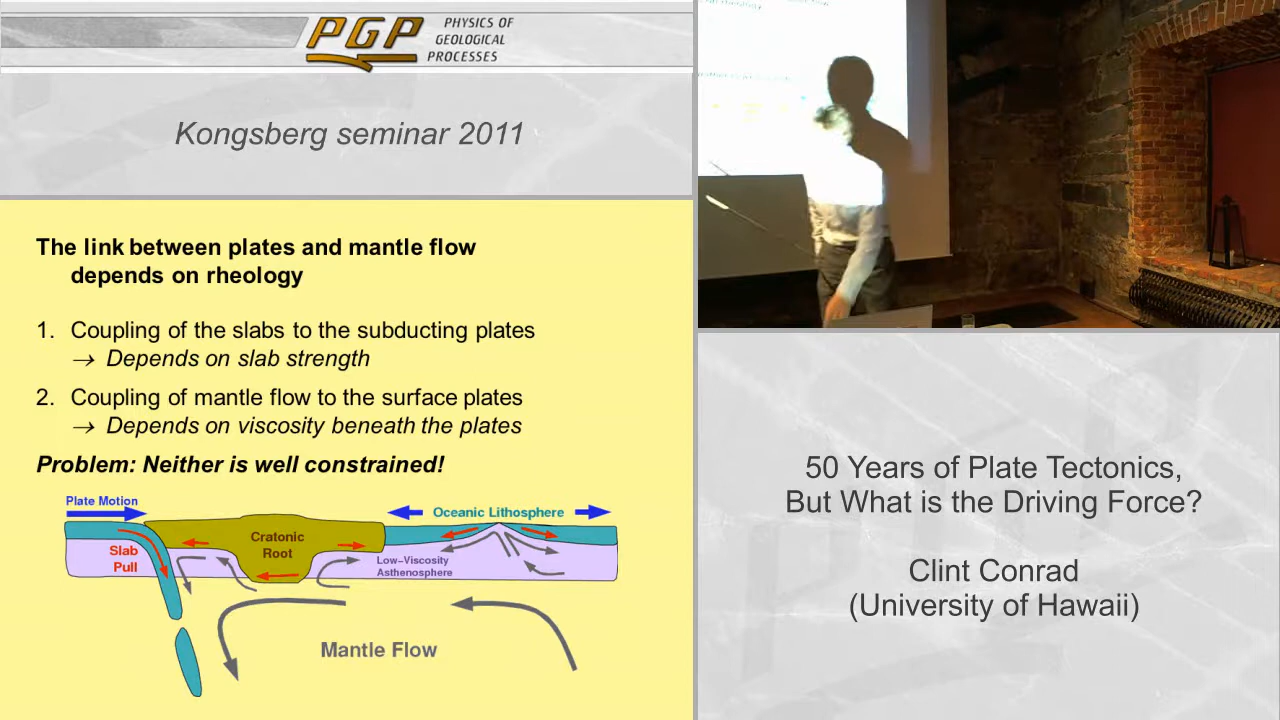 PGP
PHYSICS OF
GEOLOGICAL
PROCESSES
Kongsberg seminar 2011
The link between plates and mantle flow
depends on rheology
1. Coupling of the slabs to the subducting plates
→ Depends on slab strength
2. Coupling of mantle flow to the surface plates
→ Depends on viscosity beneath the plates
Problem: Neither is well constrained!
Plate Motion
Oceanic Lithosphere
Cratonic
Root
Slab
Pull
Low-Viscosity
Asthenosphere
Mantle Flow
50 Years of Plate Tectonics,
But What is the Driving Force?
Clint Conrad
(University of Hawaii)